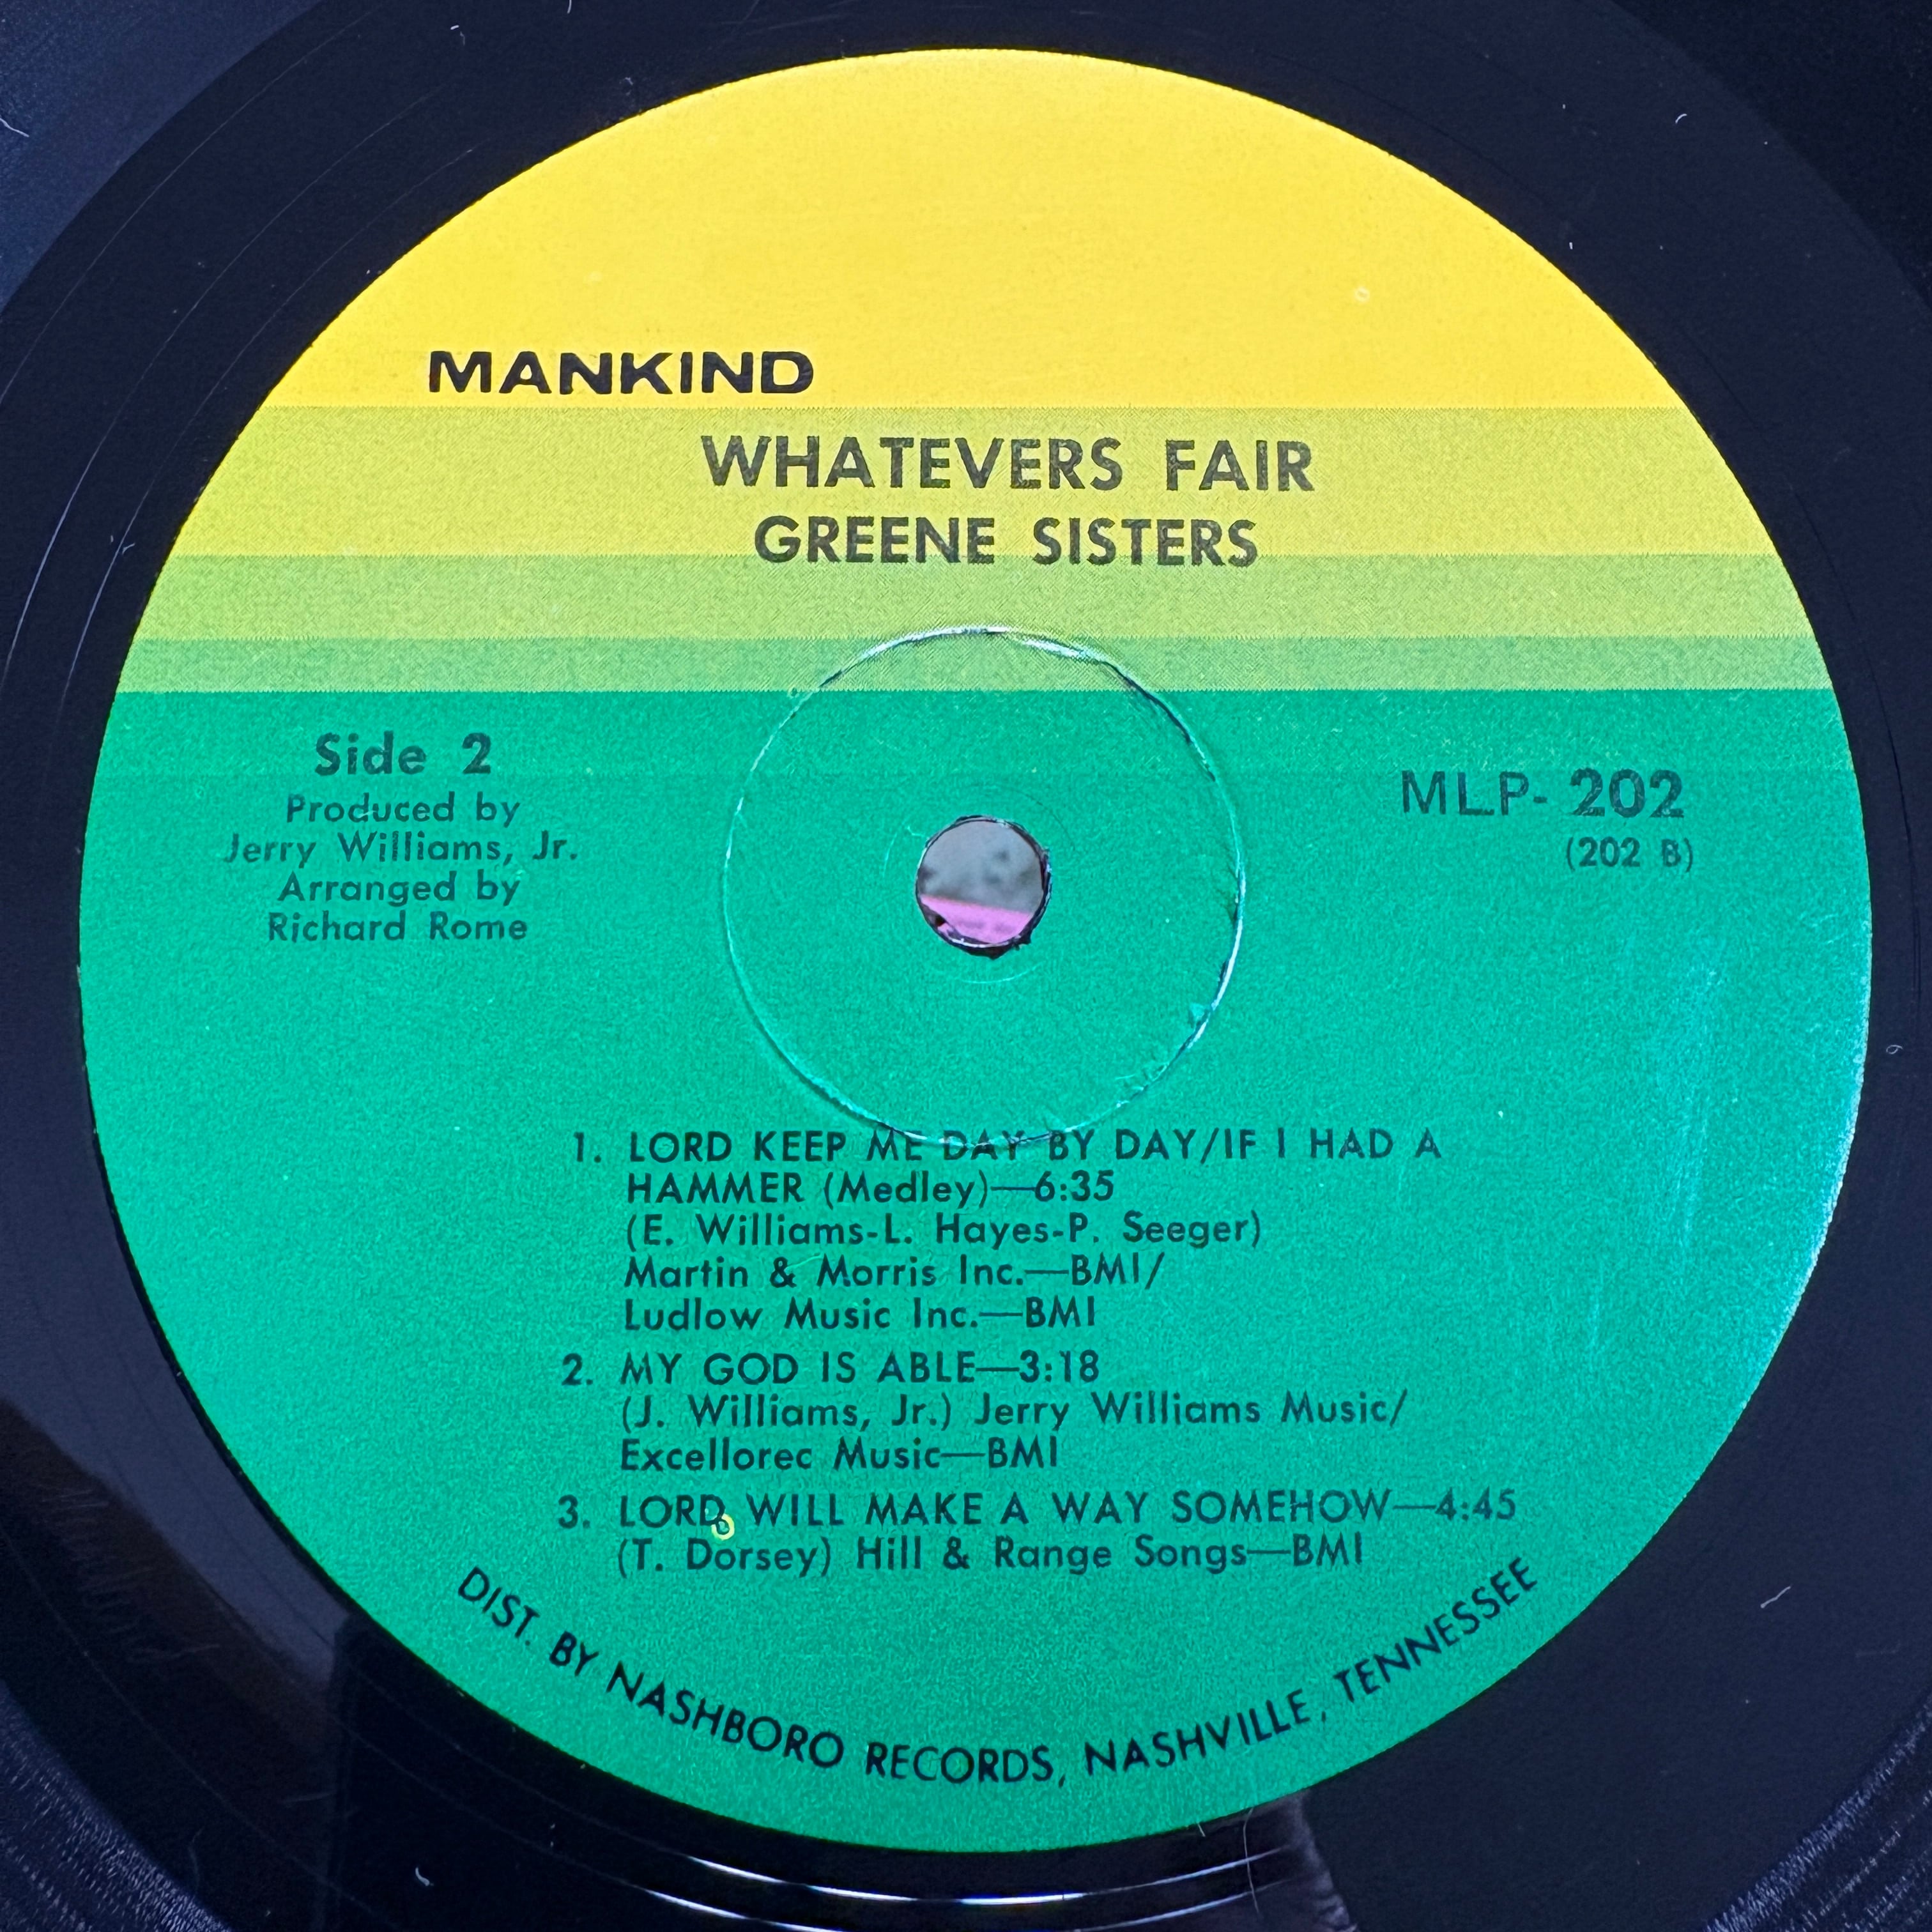 MANKIND
WHATEVERS FAIR
GREENE SISTERS
Side 2
Produced by
Jerry Williams, Jr.
Arranged by
Richard Rome
MLP- 202
(202 B)
1. LORD KEEP ME DAY BY DAY/IF I HAD A
HAMMER (Medley)—6:35
(E. Williams-L. Hayes-P. Seeger)
Martin & Morris Inc.—BMI/
Ludlow Music Inc.—BMI
2. MY GOD IS ABLE—3:18
(J. Williams, Jr.) Jerry Williams Music/
Excellorec Music—BMI
3. LORD WILL MAKE A WAY SOMEHOW—4:45
(T. Dorsey) Hill & Range Songs—BMI
DIST. BY NASHBORO RECORDS, NASHVILLE, TENNESSEE